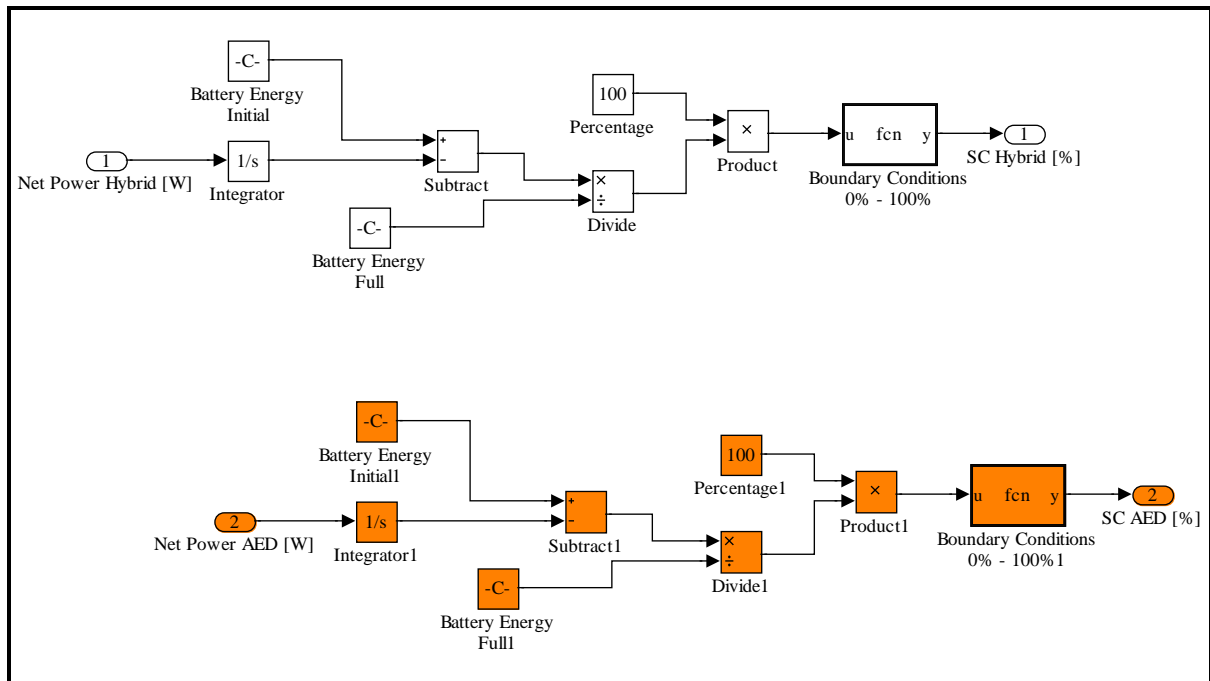 -C-
Battery Energy
Initial
100
Percentage
×
Product
u fcn y
Boundary Conditions
0% - 100%
1
SC Hybrid [%]
1
Net Power Hybrid [W]
1/s
Integrator
+
−
Subtract
×
÷
Divide
-C-
Battery Energy
Full
-C-
Battery Energy
Initial1
100
Percentage1
×
Product1
u fcn y
Boundary Conditions
0% - 100%1
2
SC AED [%]
2
Net Power AED [W]
1/s
Integrator1
+
−
Subtract1
×
÷
Divide1
-C-
Battery Energy
Full1